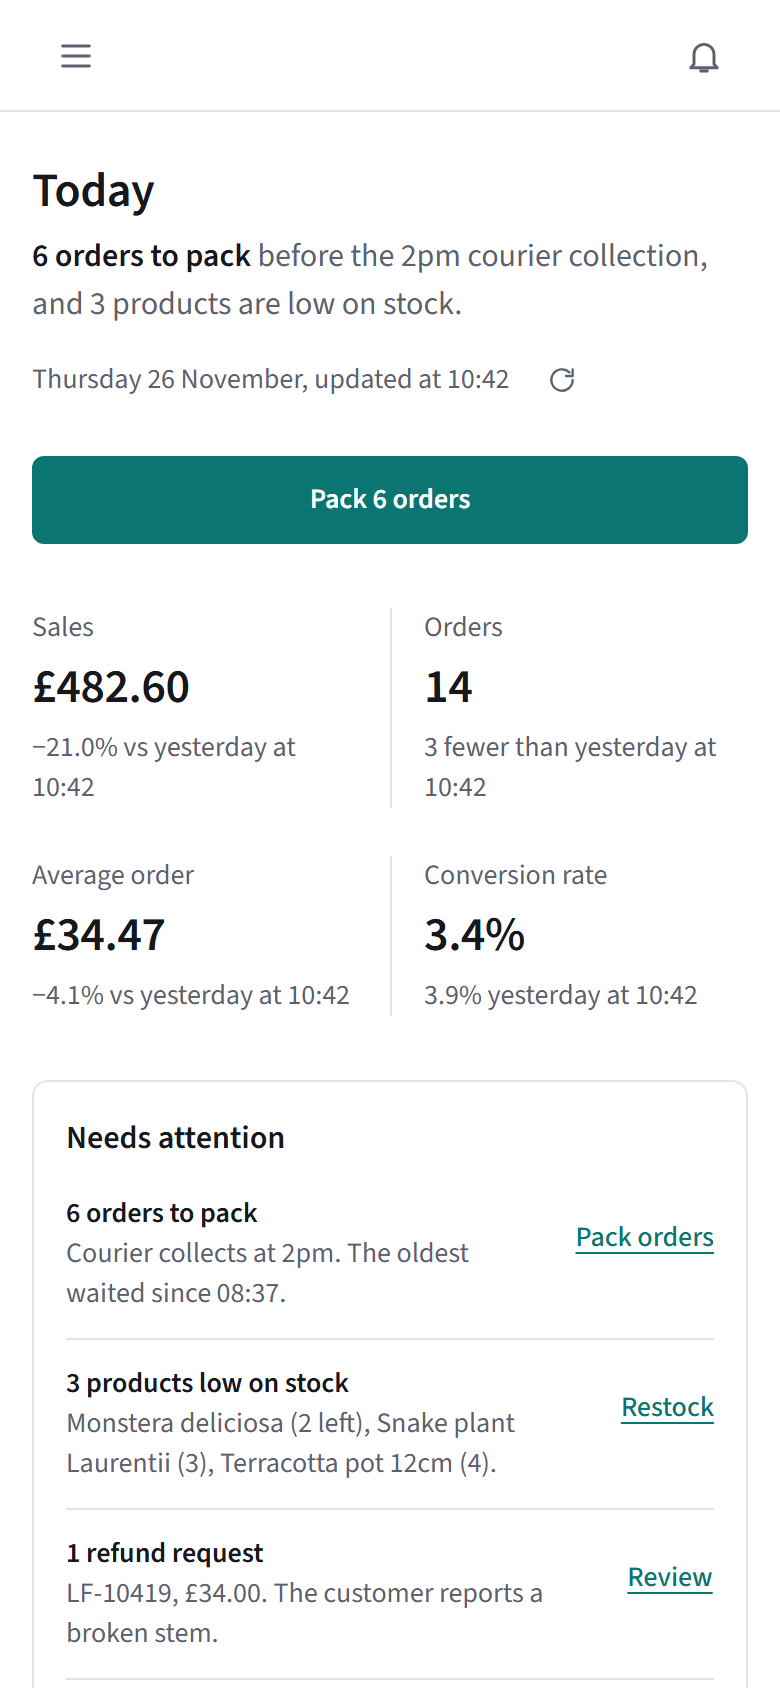 Today
6 orders to pack before the 2pm courier collection,
and 3 products are low on stock.
Thursday 26 November, updated at 10:42
Pack 6 orders
Sales
£482.60
−21.0% vs yesterday at
10:42
Orders
14
3 fewer than yesterday at
10:42
Average order
£34.47
−4.1% vs yesterday at 10:42
Conversion rate
3.4%
3.9% yesterday at 10:42
Needs attention
6 orders to pack
Courier collects at 2pm. The oldest
waited since 08:37.
Pack orders
3 products low on stock
Monstera deliciosa (2 left), Snake plant
Laurentii (3), Terracotta pot 12cm (4).
Restock
1 refund request
LF-10419, £34.00. The customer reports a
broken stem.
Review